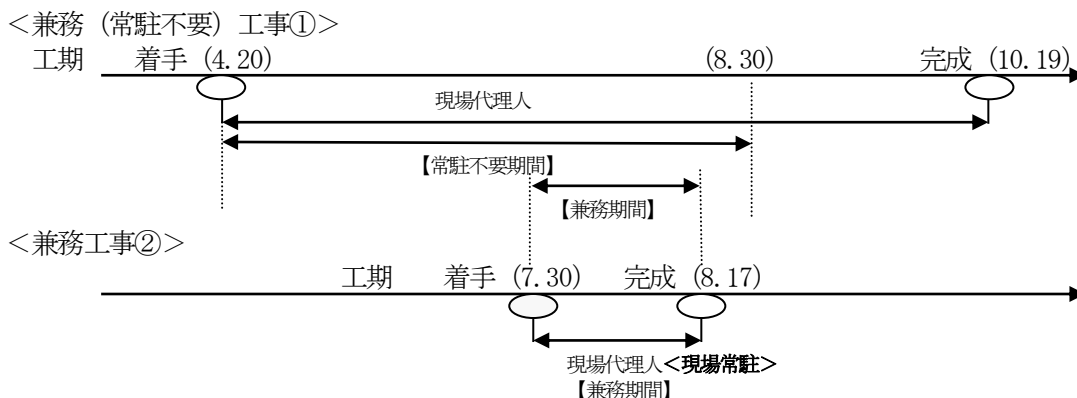 ＜兼務（常駐不要）工事①＞
工期　着手（4.20）　（8.30）　完成（10.19）
現場代理人
【常駐不要期間】
【兼務期間】
＜兼務工事②＞
工期　着手（7.30）　完成（8.17）
現場代理人＜現場常駐＞
【兼務期間】